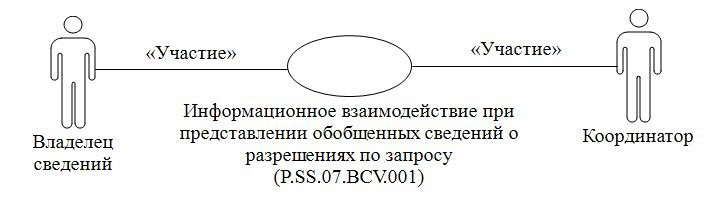 «Участие»
«Участие»
Информационное взаимодействие при
представлении обобщенных сведений о
разрешениях по запросу
(P.SS.07.BCV.001)
Владелец
сведений
Координатор